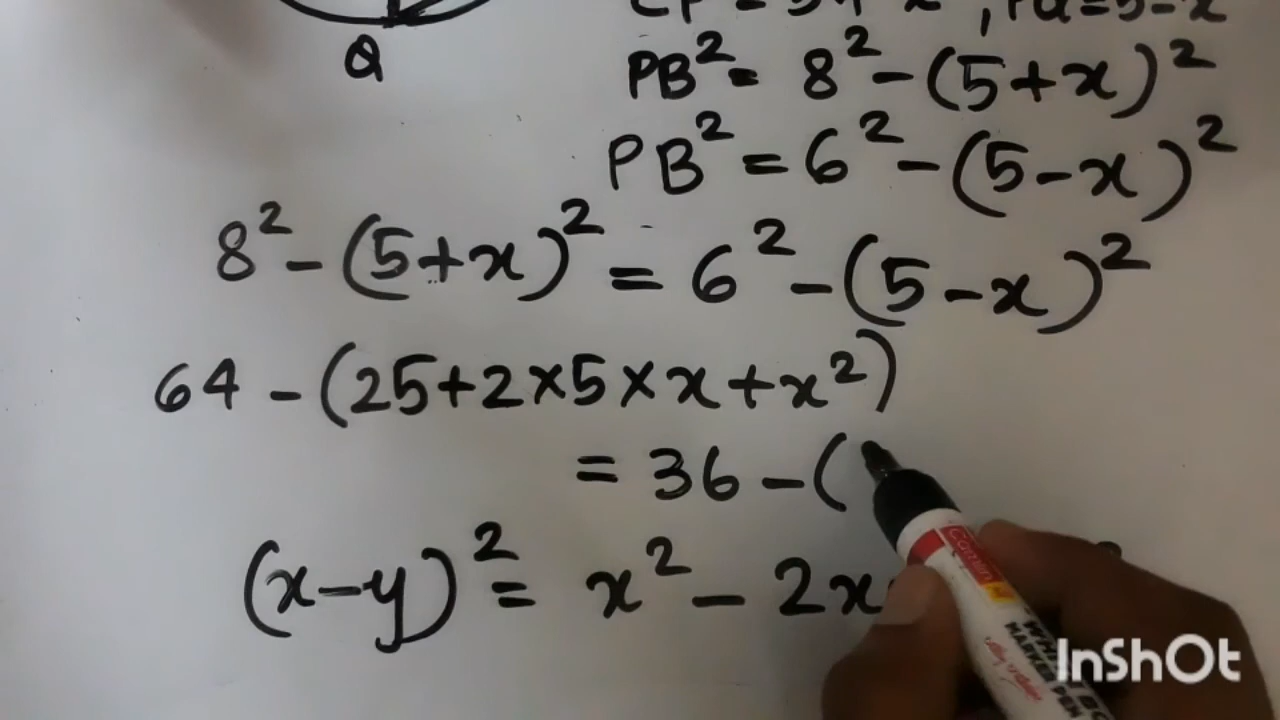 Q
PB² = 8² - (5+x)²
PB² = 6² - (5-x)²
8² - (5+x)² = 6² - (5-x)²
64 - (25+2×5×x+x²)
= 36 - (
(x-y)² = x² - 2x
Camlin
InShOt